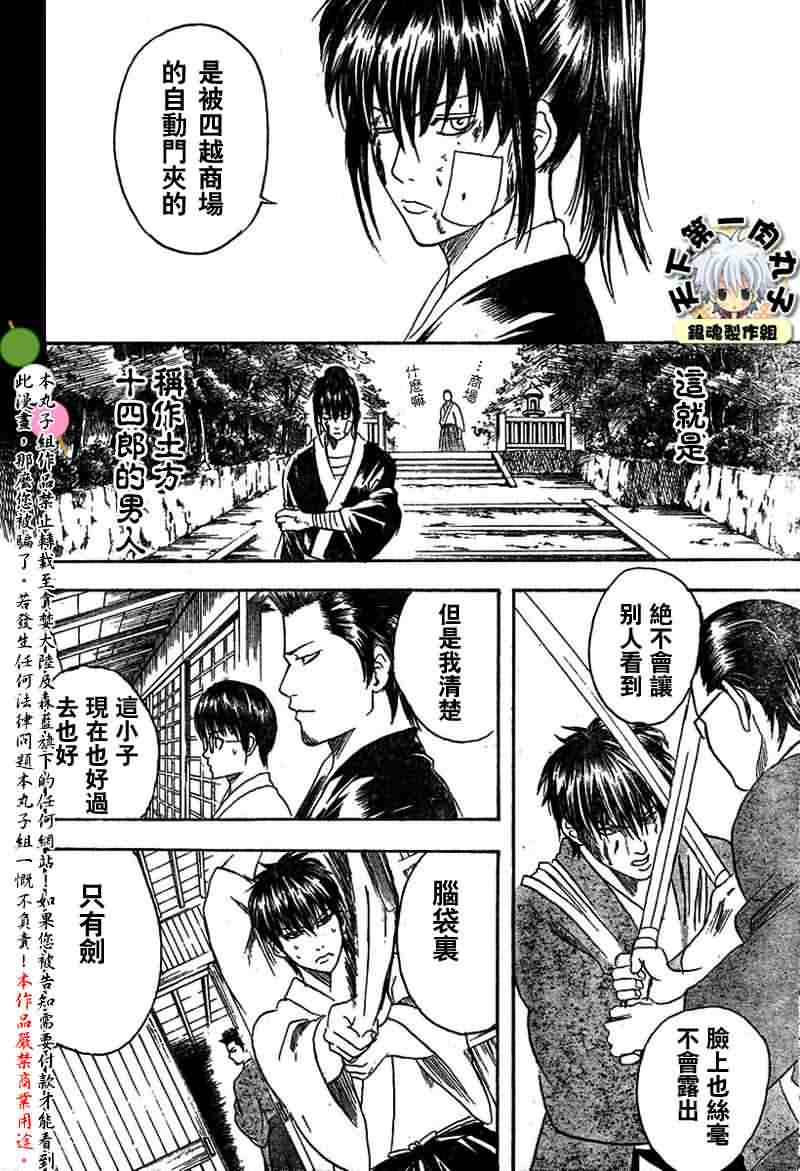 是被四越商場
的自動門夾的
天下第一肉丸子
銀魂製作組
這就是
…商場
什麼嘛
稱作土方
十四郎的男人
絕不會讓
別人看到
臉上也絲毫
不會露出
但是我清楚
這小子
現在也好過
去也好
腦袋裏
只有劍
本丸子組作品禁止轉載至貪婪大陸及森藍旗下的任何網站!如果您被告知需要付款才能看到
此漫畫,那麼您被騙了。若發生任何法律問題本丸子組一慨不負責!本作品嚴禁商業用途。